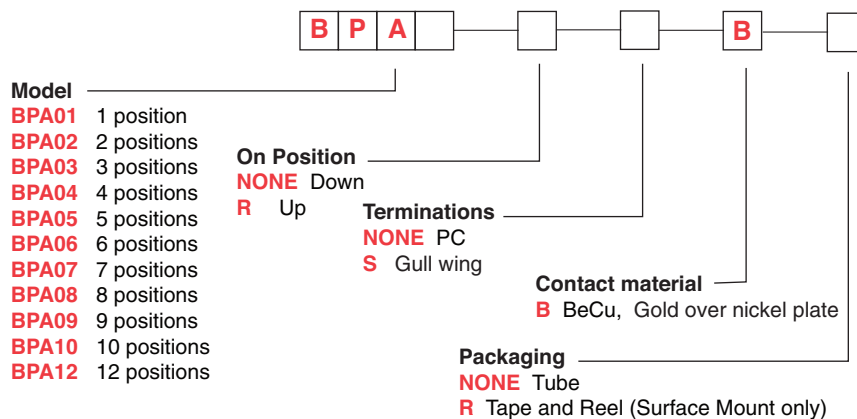 B P A B
Model
BPA01 1 position
BPA02 2 positions
BPA03 3 positions
BPA04 4 positions
BPA05 5 positions
BPA06 6 positions
BPA07 7 positions
BPA08 8 positions
BPA09 9 positions
BPA10 10 positions
BPA12 12 positions
On Position
NONE Down
R Up
Terminations
NONE PC
S Gull wing
Contact material
B BeCu, Gold over nickel plate
Packaging
NONE Tube
R Tape and Reel (Surface Mount only)